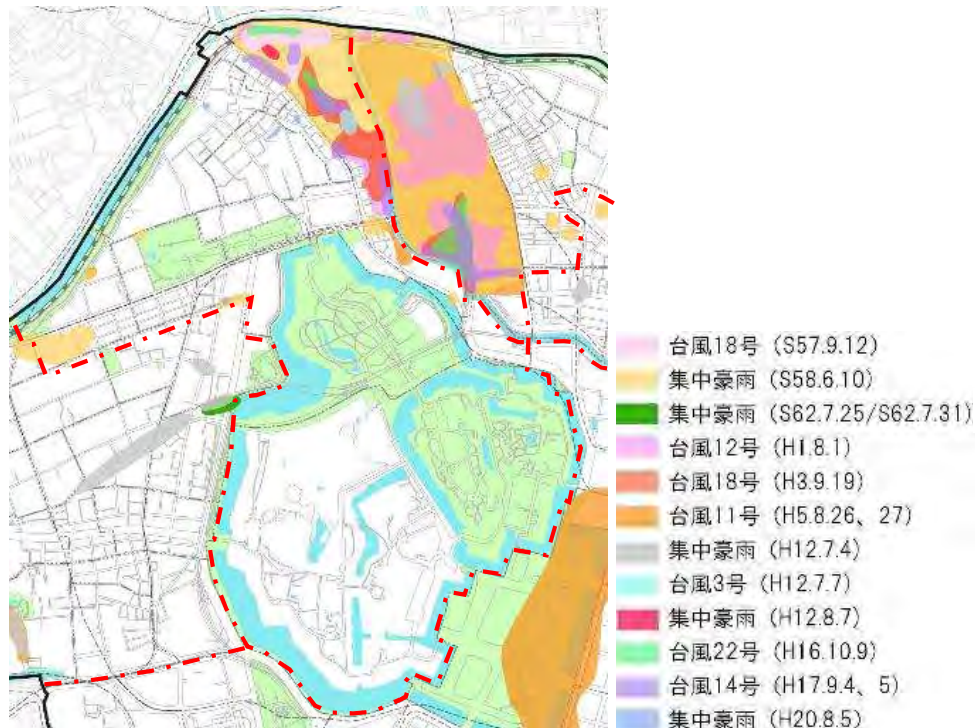 台風18号（S57.9.12）
集中豪雨（S58.6.10）
集中豪雨（S62.7.25/S62.7.31）
台風12号（H1.8.1）
台風18号（H3.9.19）
台風11号（H5.8.26、27）
集中豪雨（H12.7.4）
台風3号（H12.7.7）
集中豪雨（H12.8.7）
台風22号（H16.10.9）
台風14号（H17.9.4、5）
集中豪雨（H20.8.5）